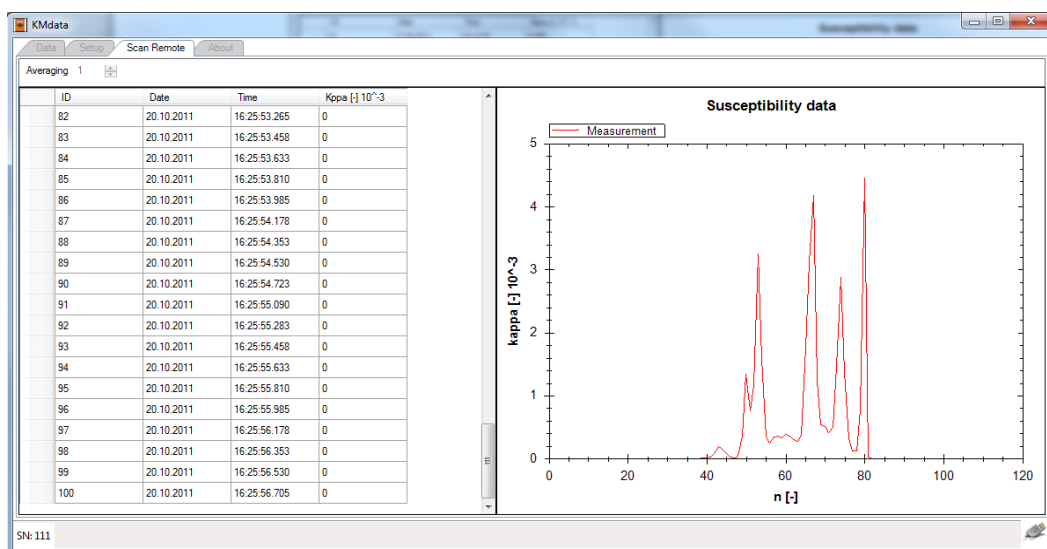 KMdata
Data Setup Scan Remote About
Averaging 1
ID Date Time Kppa [-] 10^-3
82 20.10.2011 16:25:53.265 0
83 20.10.2011 16:25:53.458 0
84 20.10.2011 16:25:53.633 0
85 20.10.2011 16:25:53.810 0
86 20.10.2011 16:25:53.985 0
87 20.10.2011 16:25:54.178 0
88 20.10.2011 16:25:54.353 0
89 20.10.2011 16:25:54.530 0
90 20.10.2011 16:25:54.723 0
91 20.10.2011 16:25:55.090 0
92 20.10.2011 16:25:55.283 0
93 20.10.2011 16:25:55.458 0
94 20.10.2011 16:25:55.633 0
95 20.10.2011 16:25:55.810 0
96 20.10.2011 16:25:55.985 0
97 20.10.2011 16:25:56.178 0
98 20.10.2011 16:25:56.353 0
99 20.10.2011 16:25:56.530 0
100 20.10.2011 16:25:56.705 0
Susceptibility data
Measurement
5
4
3
2
1
0
kappa [-] 10^-3
0 20 40 60 80 100 120
n [-]
SN: 111